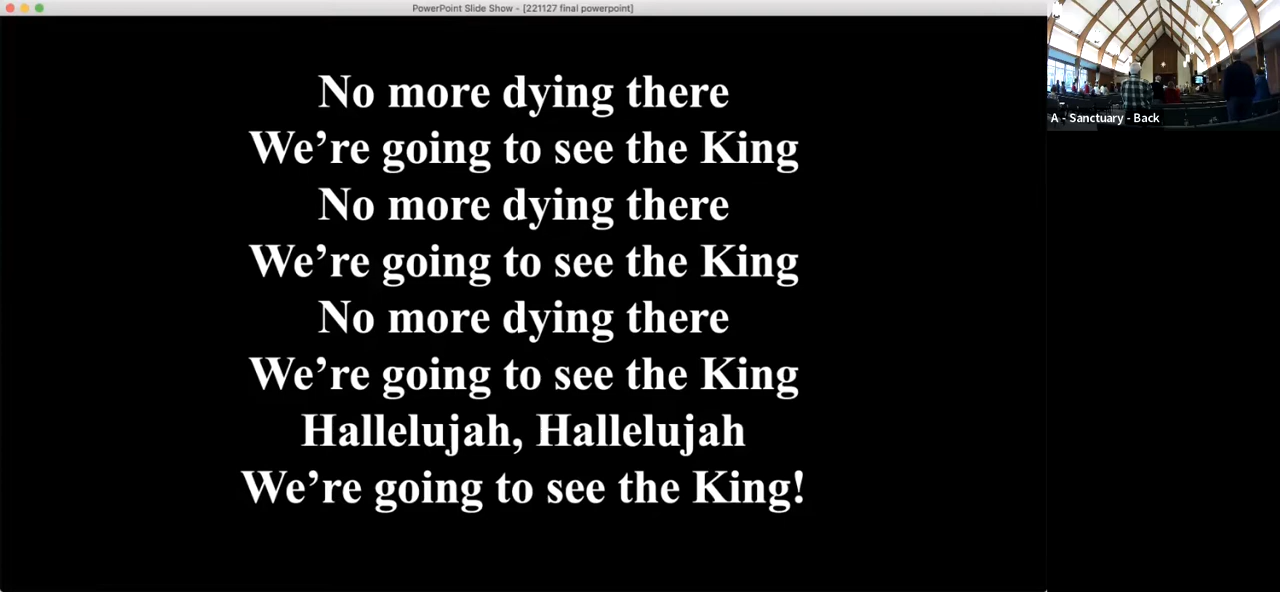 PowerPoint Slide Show - [221127 final powerpoint]
No more dying there
We’re going to see the King
No more dying there
We’re going to see the King
No more dying there
We’re going to see the King
Hallelujah, Hallelujah
We’re going to see the King!
A - Sanctuary - Back